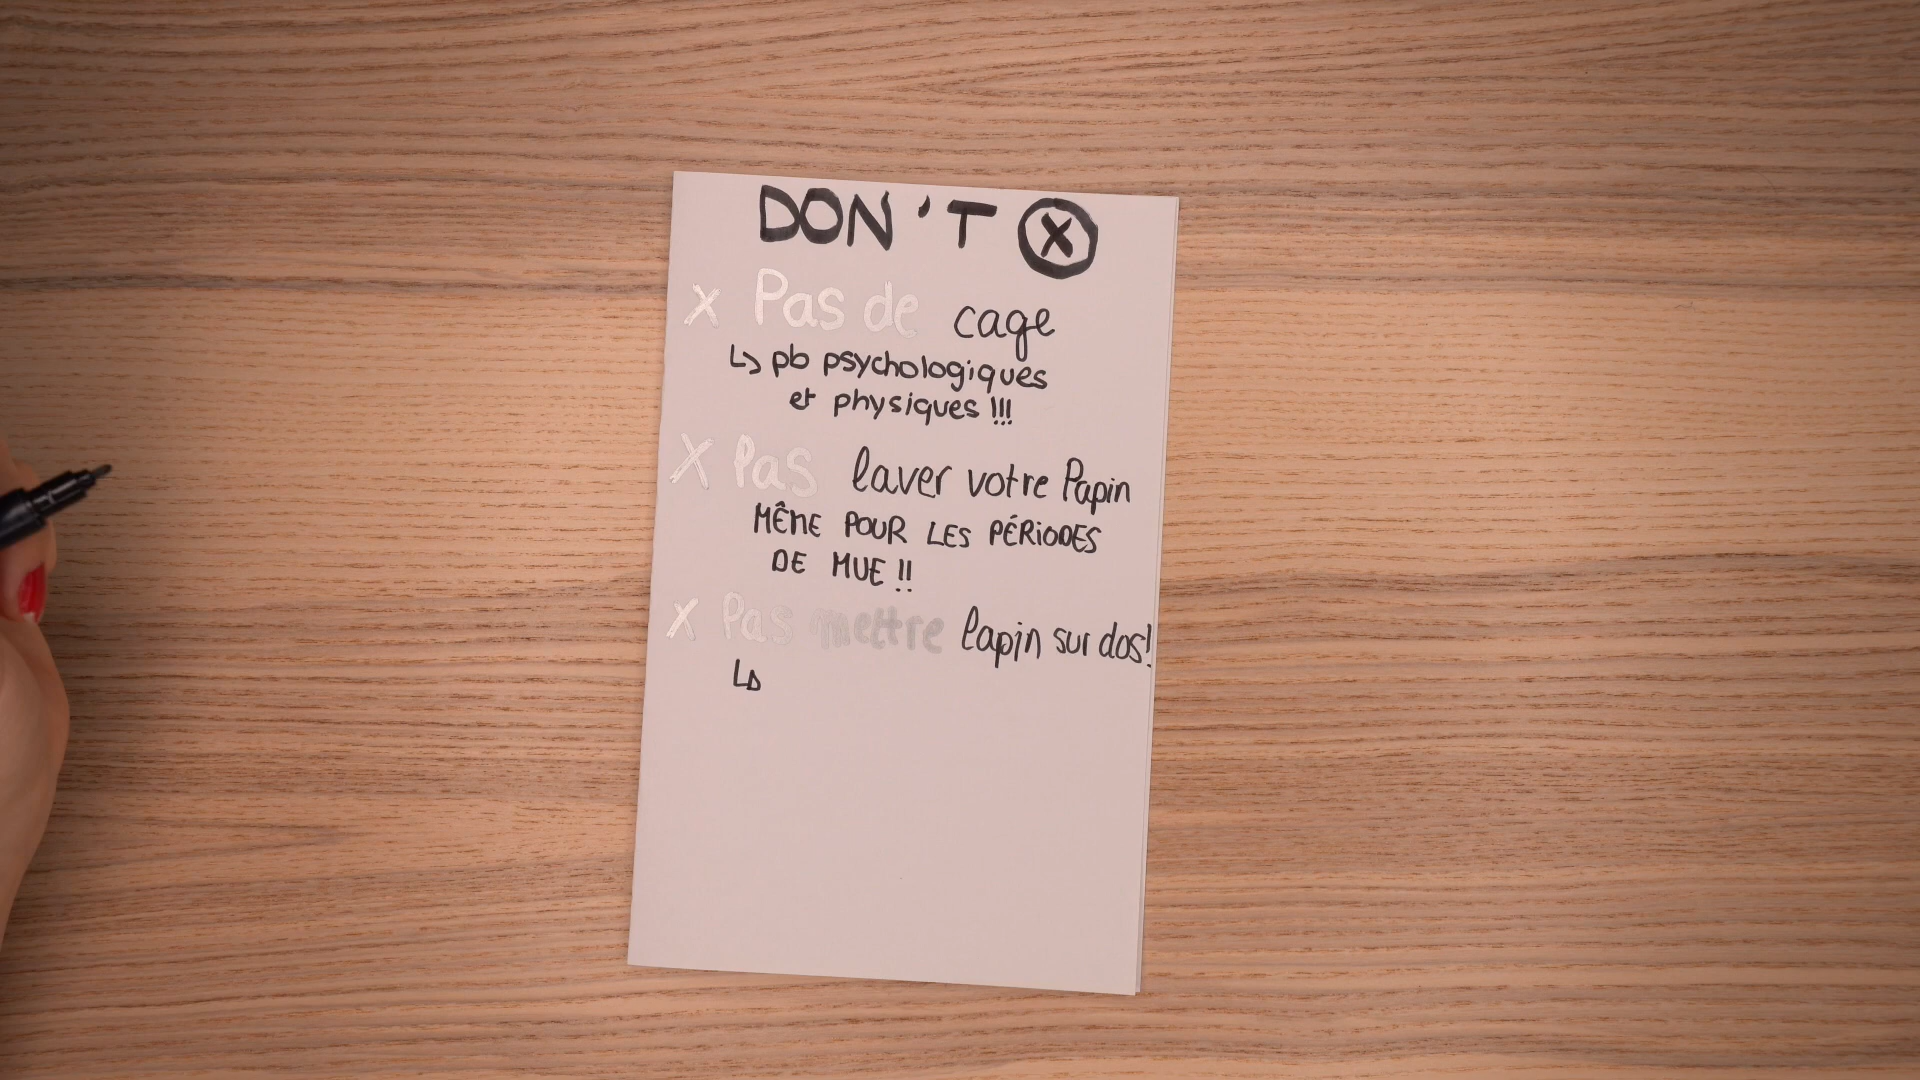 DON'T X
x Pas de cage
↳ pb psychologiques
et physiques !!!
X Pas laver votre Papin
MÊME POUR LES PÉRIODES
DE MUE !!
X Pas mettre lapin sur dos!
↳